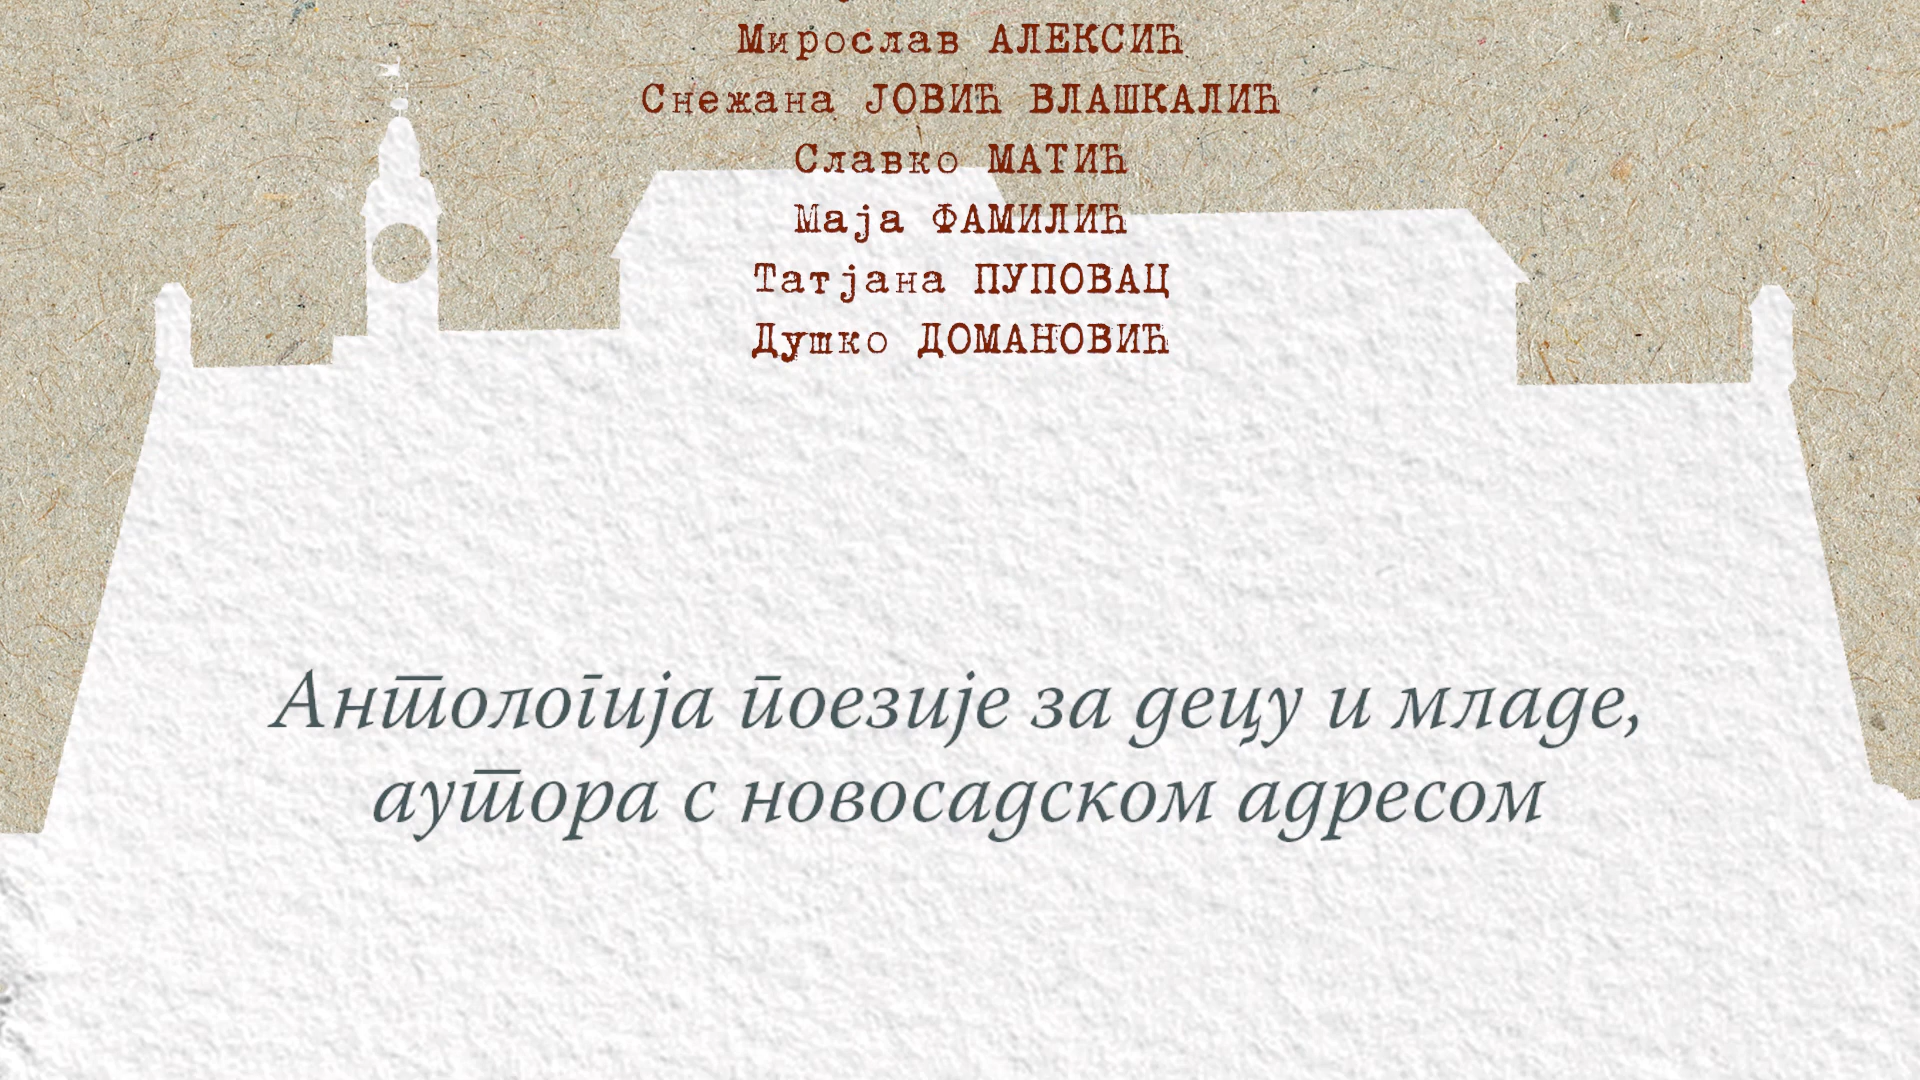 Мирослав АЛЕКСИЋ
Снежана ЈОВИЋ ВЛАШКАЛИЋ
Славко МАТИЋ
Маја ФАМИЛИЋ
Татјана ПУПОВАЦ
Душко ДОМАНОВИЋ
Антологија поезије за децу и младе,
аутора с новосадском адресом